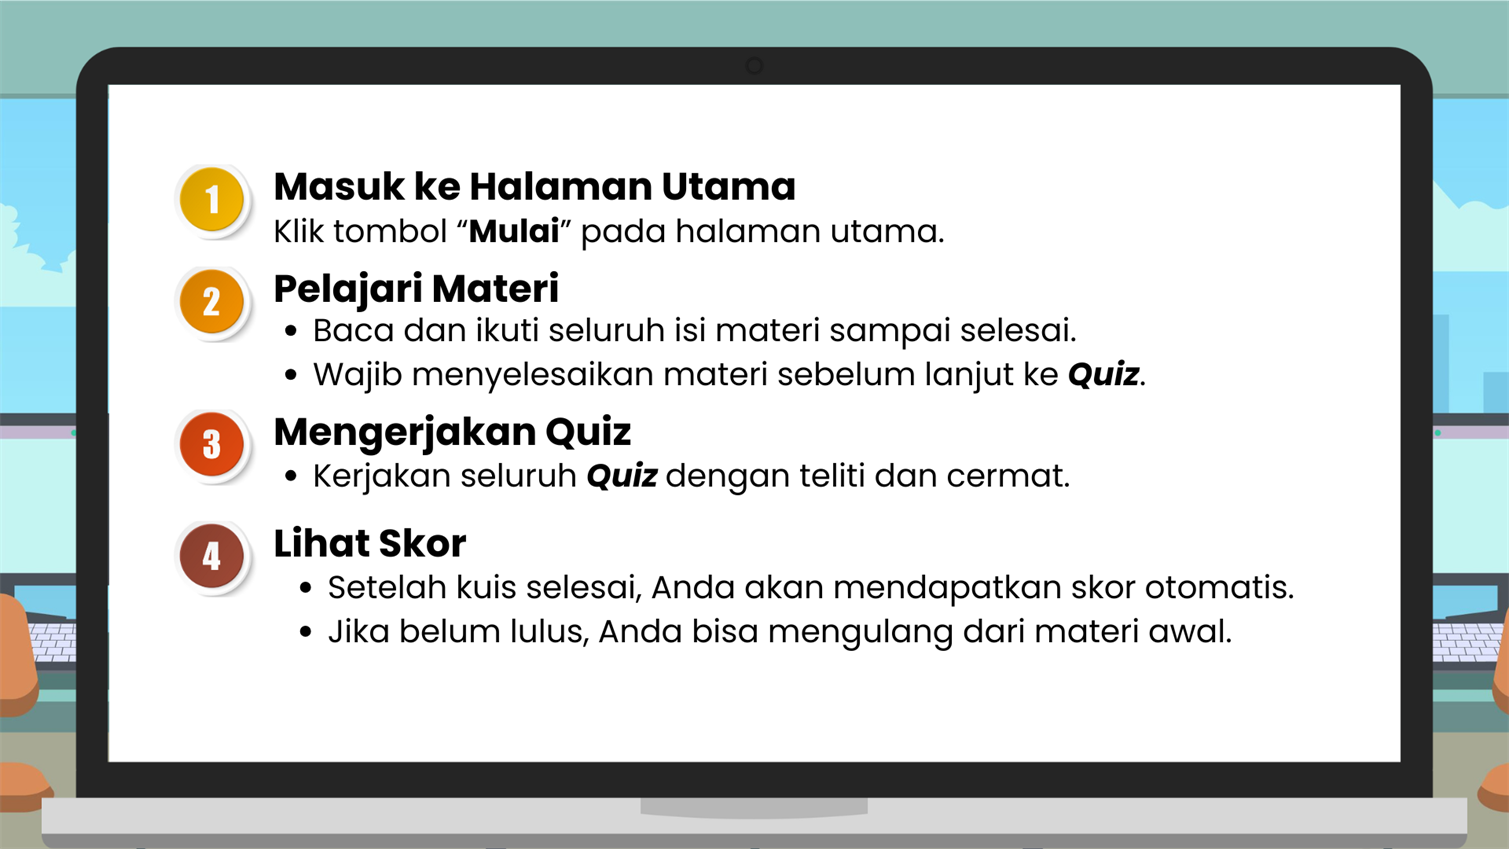 1 Masuk ke Halaman Utama
Klik tombol “Mulai” pada halaman utama.
2 Pelajari Materi
• Baca dan ikuti seluruh isi materi sampai selesai.
• Wajib menyelesaikan materi sebelum lanjut ke Quiz.
3 Mengerjakan Quiz
• Kerjakan seluruh Quiz dengan teliti dan cermat.
4 Lihat Skor
• Setelah kuis selesai, Anda akan mendapatkan skor otomatis.
• Jika belum lulus, Anda bisa mengulang dari materi awal.